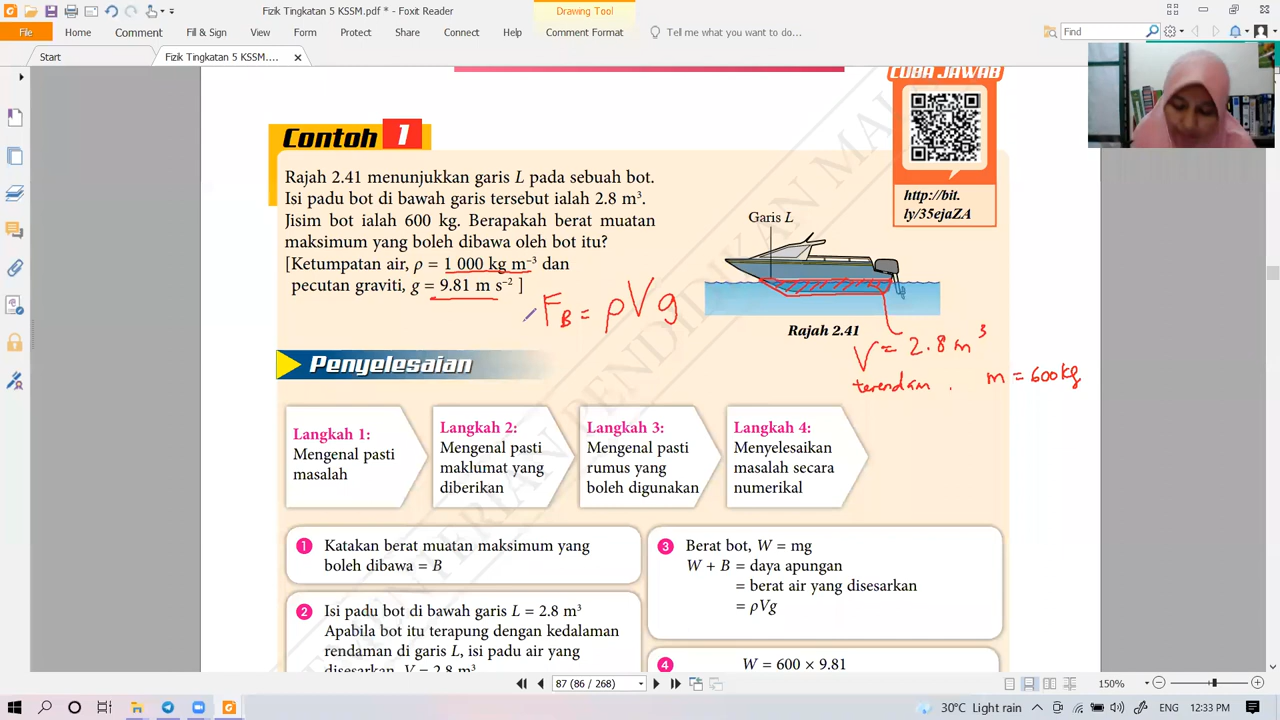 Fizik Tingkatan 5 KSSM.pdf * - Foxit Reader
Drawing Tool
File Home Comment Fill & Sign View Form Protect Share Connect Help Comment Format Tell me what you want to do... Find
Start Fizik Tingkatan 5 KSSM....
CUBA JAWAB
http://bit.
ly/35ejaZA
Contoh 1
Rajah 2.41 menunjukkan garis L pada sebuah bot.
Isi padu bot di bawah garis tersebut ialah 2.8 m³.
Jisim bot ialah 600 kg. Berapakah berat muatan
maksimum yang boleh dibawa oleh bot itu?
[Ketumpatan air, ρ = 1 000 kg m⁻³ dan
pecutan graviti, g = 9.81 m s⁻² ]
Garis L
Rajah 2.41
F_B = ρVg
V = 2.8 m³
terendam
m = 600kg
Penyelesaian
Langkah 1:
Mengenal pasti
masalah
Langkah 2:
Mengenal pasti
maklumat yang
diberikan
Langkah 3:
Mengenal pasti
rumus yang
boleh digunakan
Langkah 4:
Menyelesaikan
masalah secara
numerikal
1 Katakan berat muatan maksimum yang
boleh dibawa = B
2 Isi padu bot di bawah garis L = 2.8 m³
Apabila bot itu terapung dengan kedalaman
rendaman di garis L, isi padu air yang
disesarkan, V = 2.8 m³
3 Berat bot, W = mg
W + B = daya apungan
= berat air yang disesarkan
= ρVg
4 W = 600 × 9.81
87 (86 / 268)
150%
30°C Light rain
ENG
12:33 PM